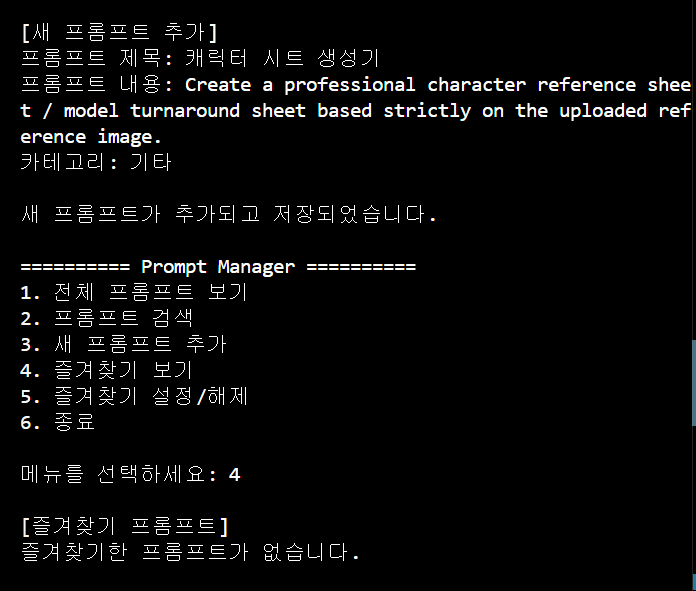 [새 프롬프트 추가]
프롬프트 제목: 캐릭터 시트 생성기
프롬프트 내용: Create a professional character reference shee
t / model turnaround sheet based strictly on the uploaded ref
erence image.
카테고리: 기타
새 프롬프트가 추가되고 저장되었습니다.
========== Prompt Manager ==========
1. 전체 프롬프트 보기
2. 프롬프트 검색
3. 새 프롬프트 추가
4. 즐겨찾기 보기
5. 즐겨찾기 설정/해제
6. 종료
메뉴를 선택하세요: 4
[즐겨찾기 프롬프트]
즐겨찾기한 프롬프트가 없습니다.